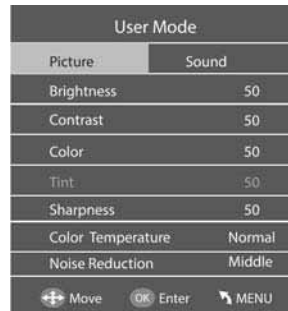 User Mode
Picture Sound
Brightness 50
Contrast 50
Color 50
Tint 50
Sharpness 50
Color Temperature Normal
Noise Reduction Middle
Move OK Enter MENU